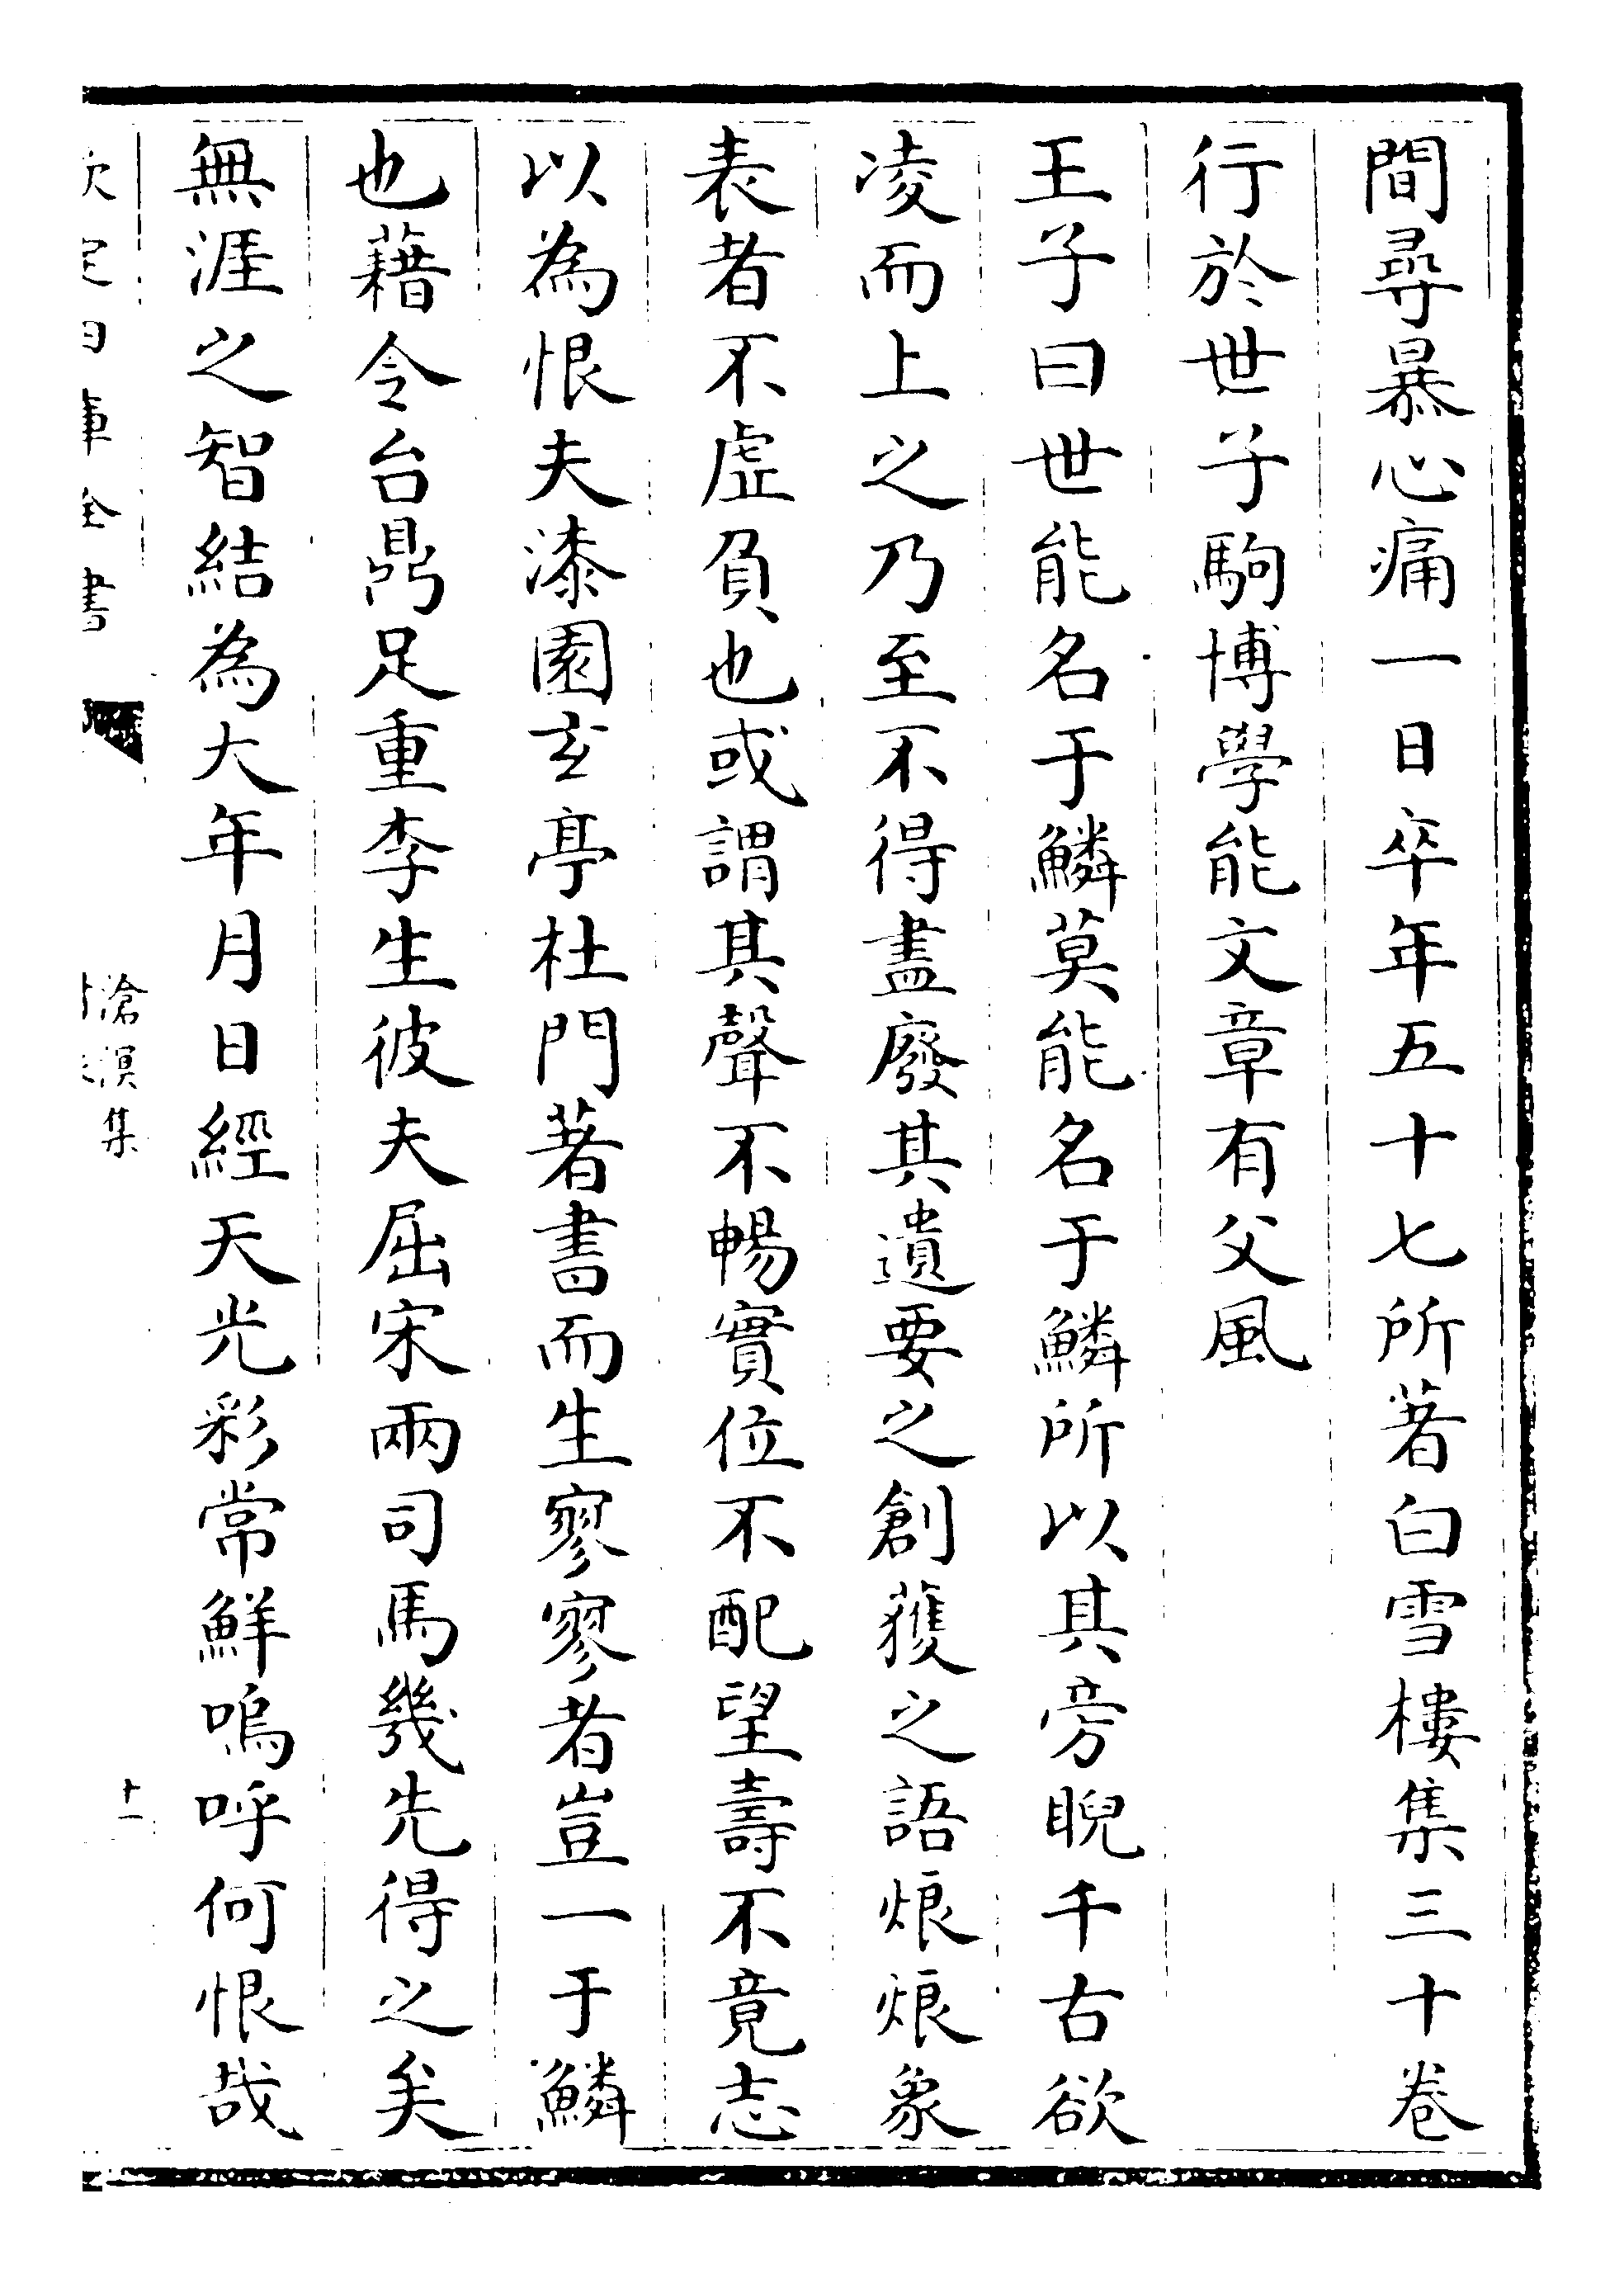 間尋暴心痛一日卒年五十七所著白雪樓集三十卷
行於世子駒博學能文章有父風
王子曰世能名于鱗莫能名于鱗所以其旁睨千古欲
凌而上之乃至不得盡廢其遺要之創獲之語烺烺象
表者不虛負也或謂其聲不暢實位不配望壽不竟志
以為恨夫漆園玄亭杜門著書而生寥寥者豈一于鱗
也藉令台鼎足重李生彼夫屈宋兩司馬幾先得之矣
無涯之智結為大年月日經天光彩常鮮嗚呼何恨哉
欽定四庫全書
滄溟集
十一